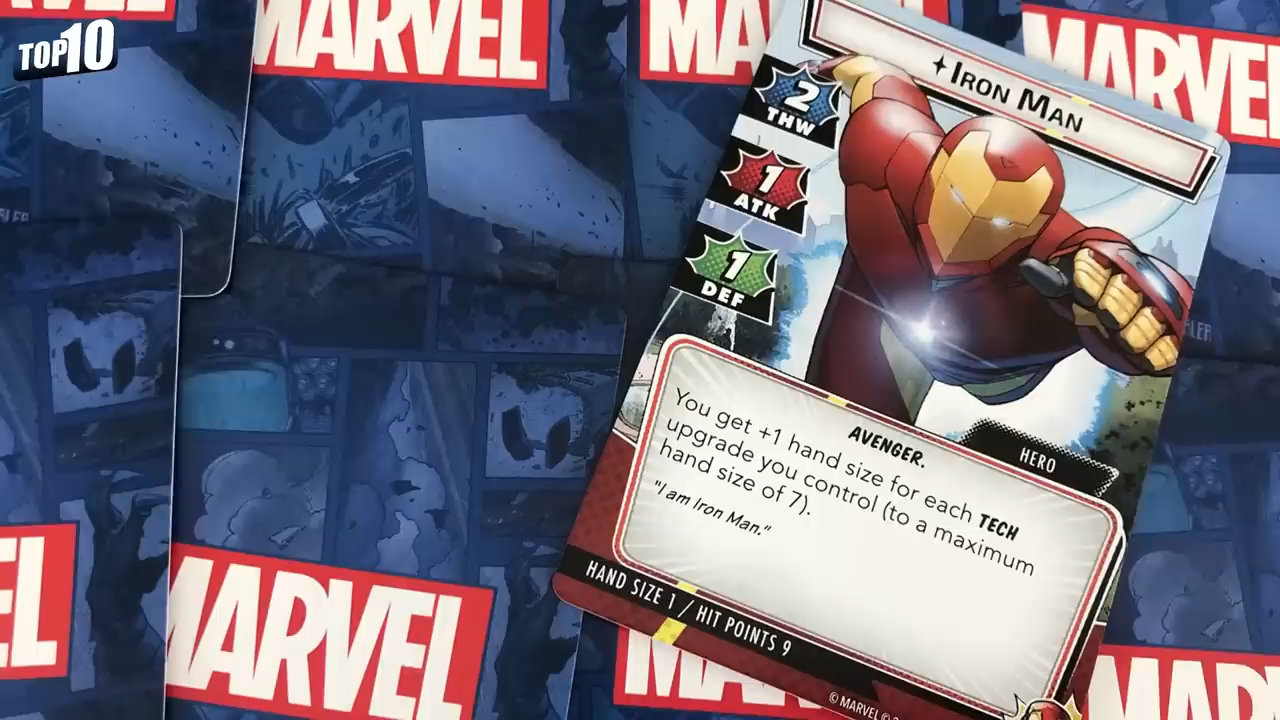 TOP10
MARVEL
MARVEL
IRON MAN
2
THW
1
ATK
1
DEF
HERO
AVENGER.
You get +1 hand size for each TECH
upgrade you control (to a maximum
hand size of 7).
"I am Iron Man."
HAND SIZE 1 / HIT POINTS 9
MARVEL
© MARVEL ©